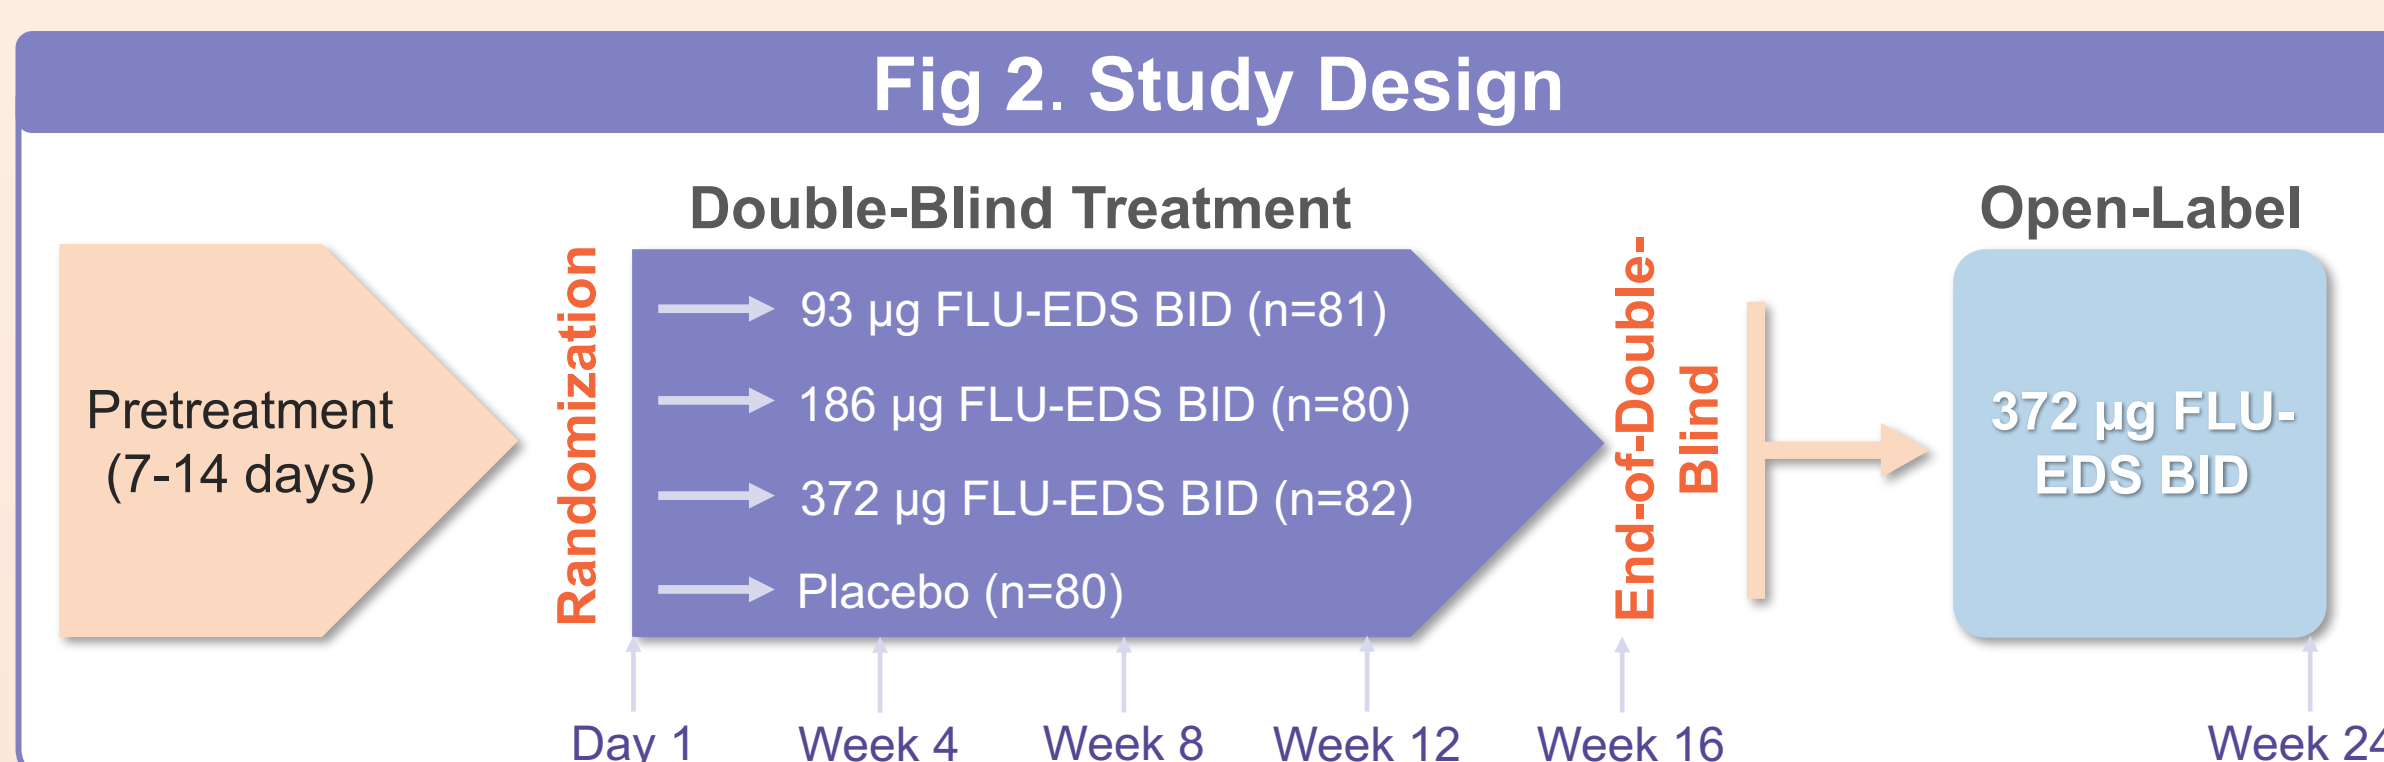 Fig 2. Study Design
Double-Blind Treatment
Open-Label
Pretreatment
(7-14 days)
Randomization
93 µg FLU-EDS BID (n=81)
186 µg FLU-EDS BID (n=80)
372 µg FLU-EDS BID (n=82)
Placebo (n=80)
End-of-Double-
Blind
372 µg FLU-
EDS BID
Day 1
Week 4
Week 8
Week 12
Week 16
Week 24